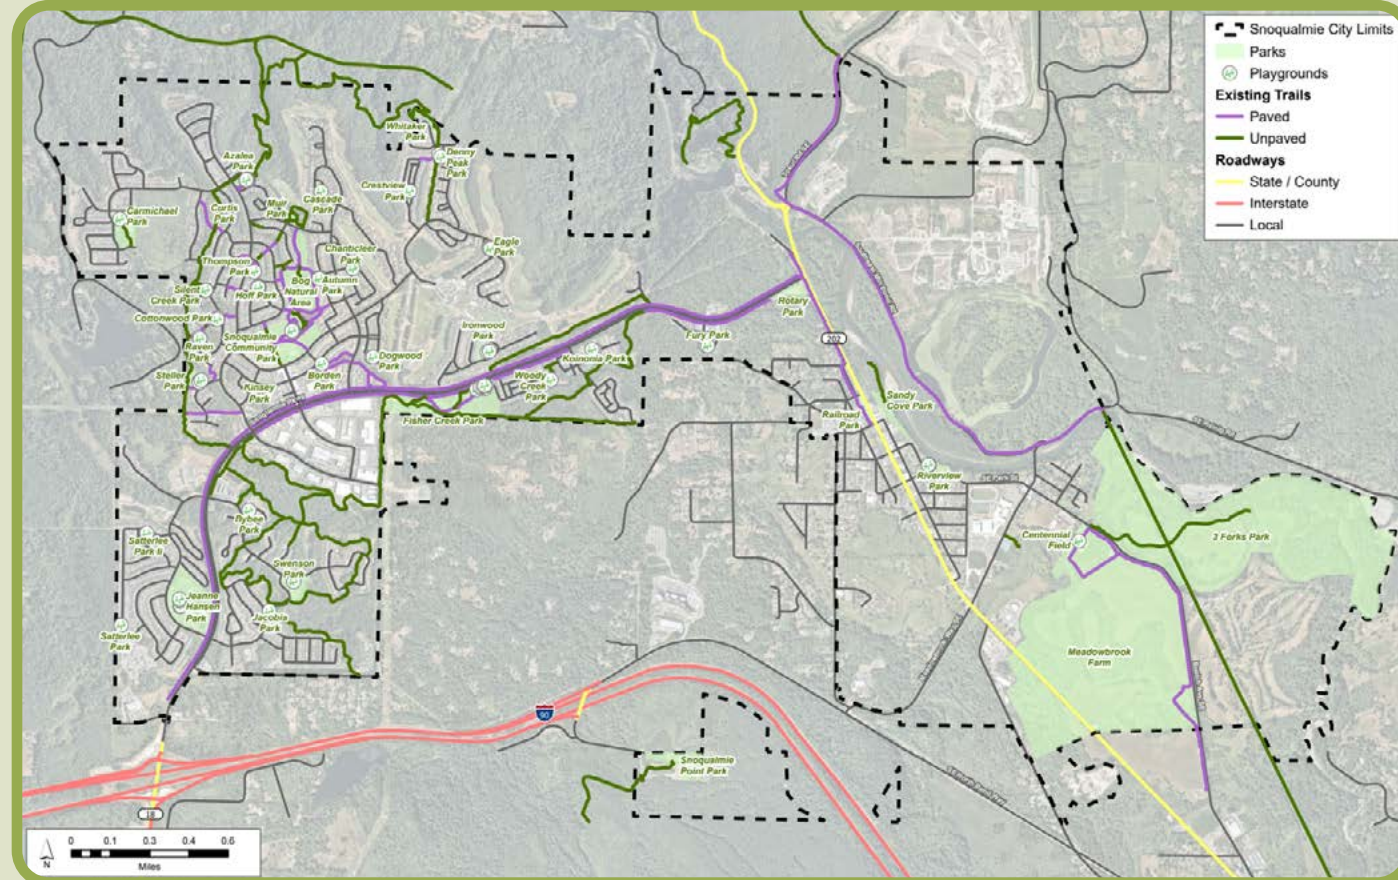 Snoqualmie City Limits
Parks
Playgrounds
Existing Trails
Paved
Unpaved
Roadways
State / County
Interstate
Local
Whitaker
Park
Denny
Peak
Park
Azalea
Park
Crestview
Park
Cascade
Park
Muir
Park
Curtis
Park
Carmichael
Park
Eagle
Park
Chanticleer
Park
Thompson
Park
Bog
Natural
Area
Autumn
Park
Hoff Park
Silent
Creek Park
Cottonwood Park
Rotary
Park
Ironwood
Park
Fury Park
Snoqualmie
Community
Park
Raven
Park
Dogwood
Park
Koinonia Park
202
Steller
Park
Borden
Park
Woody
Creek
Park
Kinsey
Park
Sandy
Cove Park
Fisher Creek Park
Railroad
Park
Riverview
Park
Bybee
Park
Satterlee
Park II
Centennial
Field
3 Forks Park
Swenson
Park
Jeanne
Hansen
Park
Jacobia
Park
Satterlee
Park
Meadowbrook
Farm
90
Snoqualmie
Point Park
18
0 0.1 0.3 0.4 0.6
Miles
N